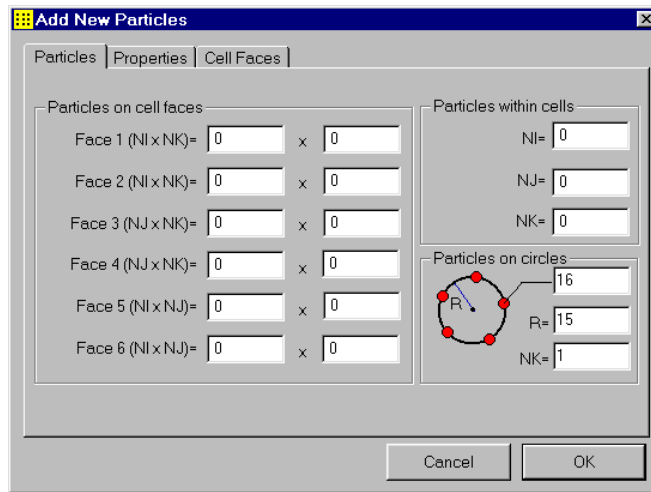 Add New Particles
Particles Properties Cell Faces
Particles on cell faces
Face 1 (NI x NK)= 0 x 0
Face 2 (NI x NK)= 0 x 0
Face 3 (NJ x NK)= 0 x 0
Face 4 (NJ x NK)= 0 x 0
Face 5 (NI x NJ)= 0 x 0
Face 6 (NI x NJ)= 0 x 0
Particles within cells
NI= 0
NJ= 0
NK= 0
Particles on circles
16
R
R= 15
NK= 1
Cancel OK